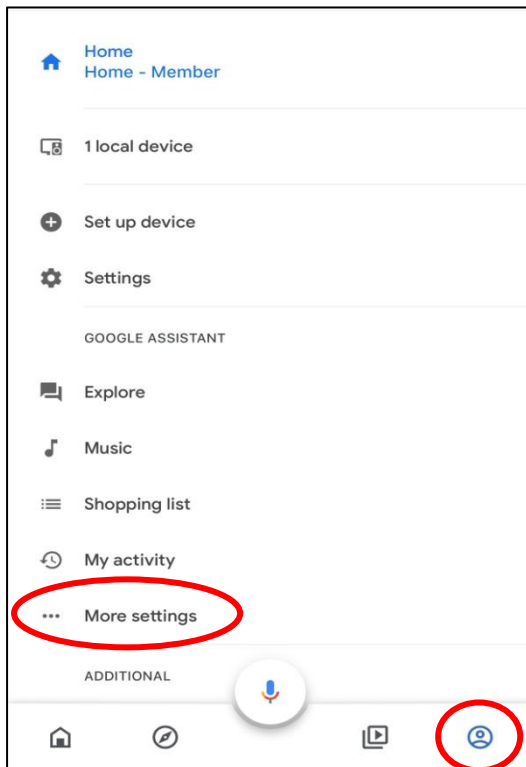 Home
Home - Member
1 local device
Set up device
Settings
GOOGLE ASSISTANT
Explore
Music
Shopping list
My activity
More settings
ADDITIONAL